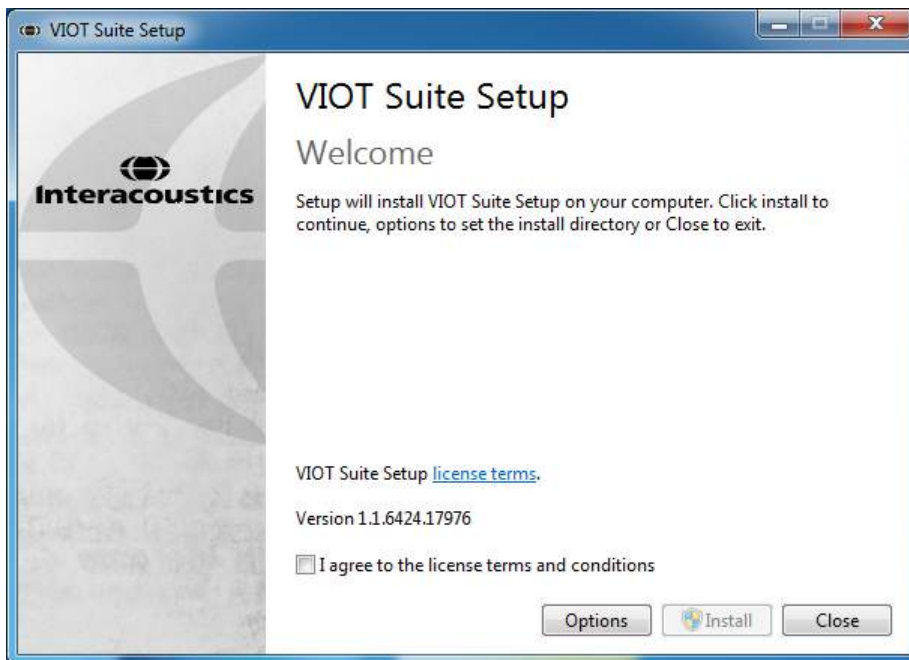 VIOT Suite Setup
VIOT Suite Setup
Welcome
Interacoustics
Setup will install VIOT Suite Setup on your computer. Click install to
continue, options to set the install directory or Close to exit.
VIOT Suite Setup license terms.
Version 1.1.6424.17976
I agree to the license terms and conditions
Options Install Close